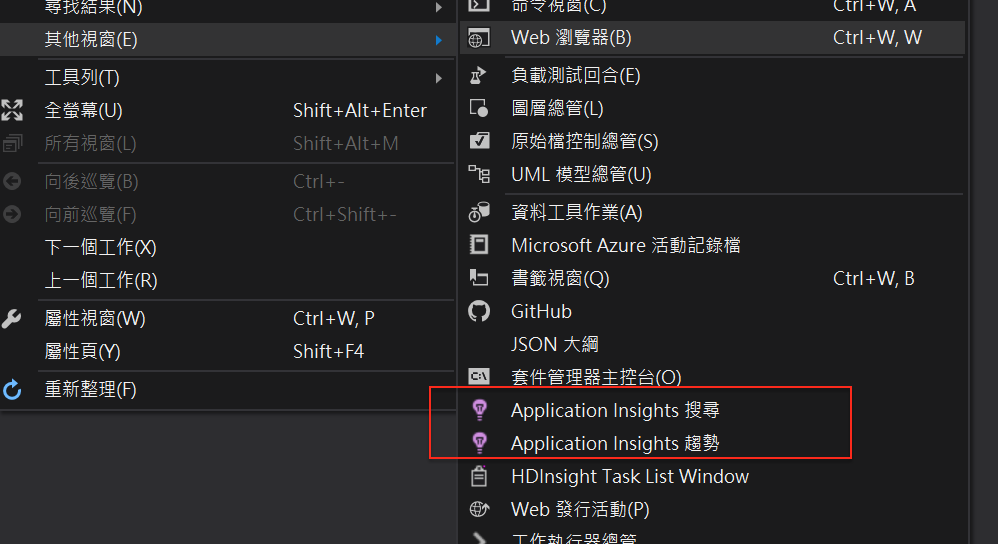 尋找結果(N)
其他視窗(E)
工具列(T)
全螢幕(U) Shift+Alt+Enter
所有視窗(L) Shift+Alt+M
向後巡覽(B) Ctrl+-
向前巡覽(F) Ctrl+Shift+-
下一個工作(X)
上一個工作(R)
屬性視窗(W) Ctrl+W, P
屬性頁(Y) Shift+F4
重新整理(F)
命令視窗(C) Ctrl+W, A
Web 瀏覽器(B) Ctrl+W, W
負載測試回合(E)
圖層總管(L)
原始檔控制總管(S)
UML 模型總管(U)
資料工具作業(A)
Microsoft Azure 活動記錄檔
書籤視窗(Q) Ctrl+W, B
GitHub
JSON 大綱
C:\ 套件管理器主控台(O)
Application Insights 搜尋
Application Insights 趨勢
HDInsight Task List Window
Web 發行活動(P)
工作執行器總管